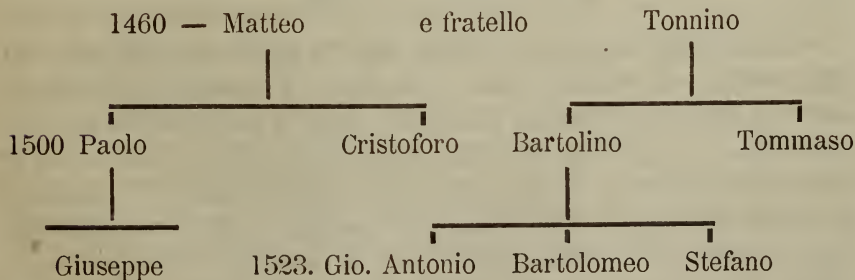 1460 — Matteo e fratello Tonnino
1500 Paolo Cristoforo Bartolino Tommaso
Giuseppe 1523. Gio. Antonio Bartolomeo Stefano